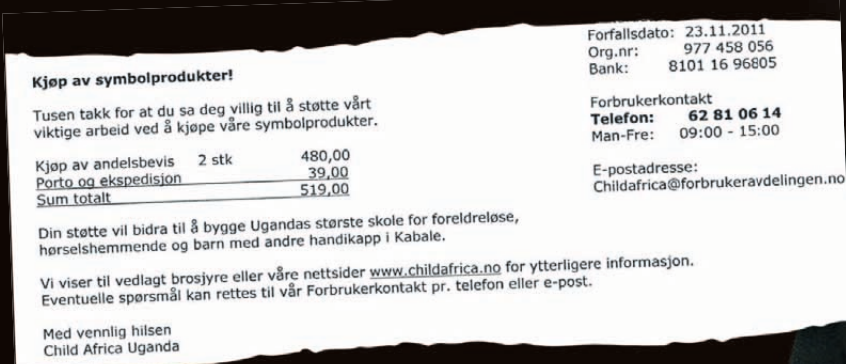 Forfallsdato: 23.11.2011
Org.nr: 977 458 056
Bank: 8101 16 96805
Kjøp av symbolprodukter!
Tusen takk for at du sa deg villig til å støtte vårt
viktige arbeid ved å kjøpe våre symbolprodukter.
Forbrukerkontakt
Telefon: 62 81 06 14
Man-Fre: 09:00 - 15:00
Kjøp av andelsbevis 2 stk 480,00
Porto og ekspedisjon 39,00
Sum totalt 519,00
E-postadresse:
Childafrica@forbrukeravdelingen.no
Din støtte vil bidra til å bygge Ugandas største skole for foreldreløse,
hørselshemmende og barn med andre handikapp i Kabale.
Vi viser til vedlagt brosjyre eller våre nettsider www.childafrica.no for ytterligere informasjon.
Eventuelle spørsmål kan rettes til vår Forbrukerkontakt pr. telefon eller e-post.
Med vennlig hilsen
Child Africa Uganda